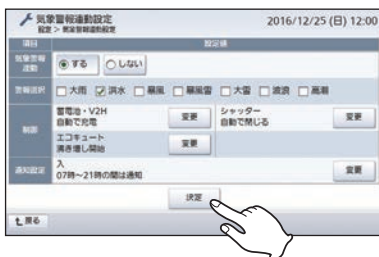 気象警報連動設定
設定 > 気象警報連動設定
2016/12/25 (日) 12:00
項目 設定値
気象警報連動 する しない
警報選択 大雨 洪水 暴風 暴風雪 大雪 波浪 高潮
制御
蓄電池・V2H
自動で充電 変更
シャッター
自動で閉じる 変更
エコキュート
沸き増し開始 変更
通知設定
入
07時～21時の間は通知 変更
決定
戻る